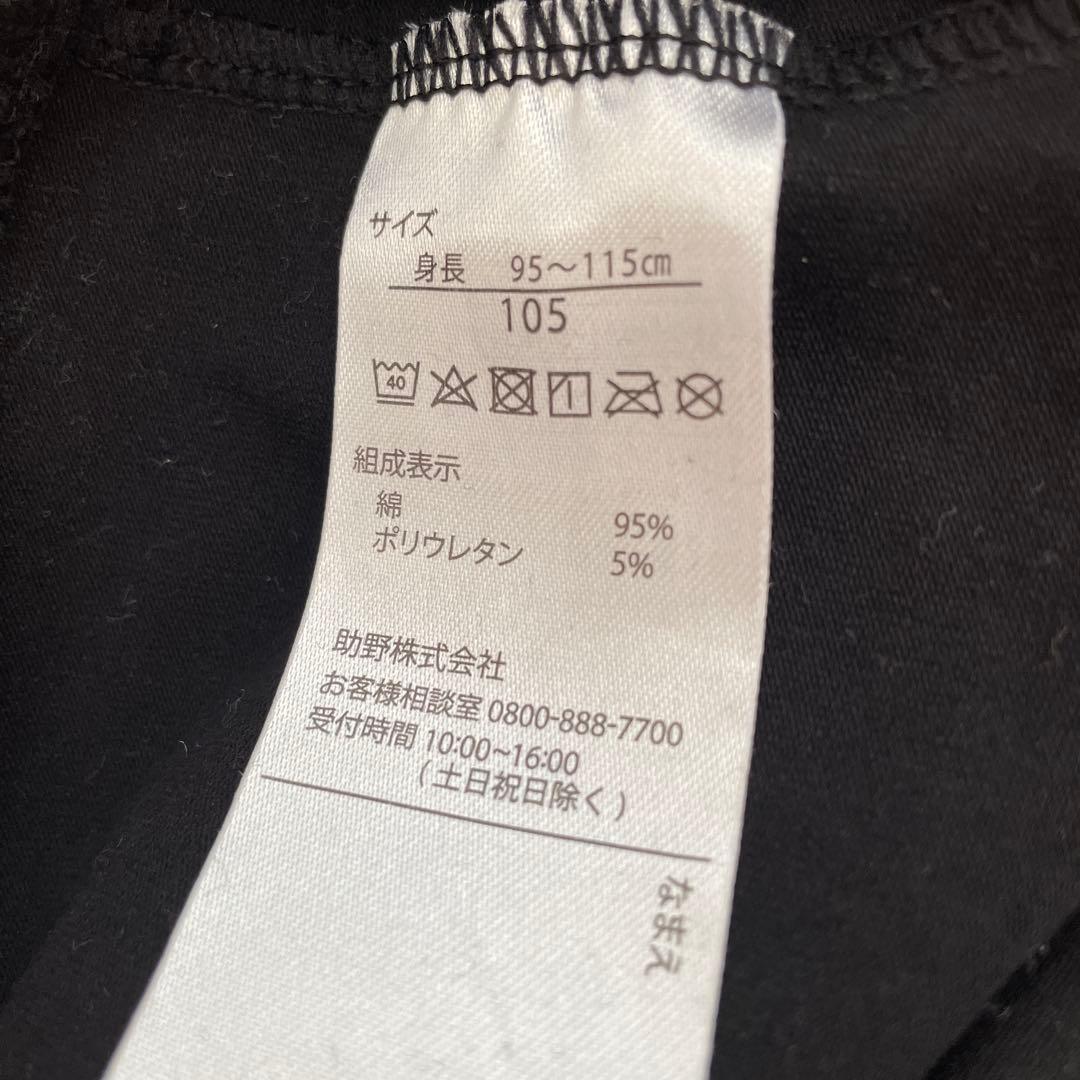 サイズ
身長 95～115㎝
105
40
組成表示
綿 95%
ポリウレタン 5%
助野株式会社
お客様相談室 0800-888-7700
受付時間 10:00~16:00
(土日祝日除く)
なまえ